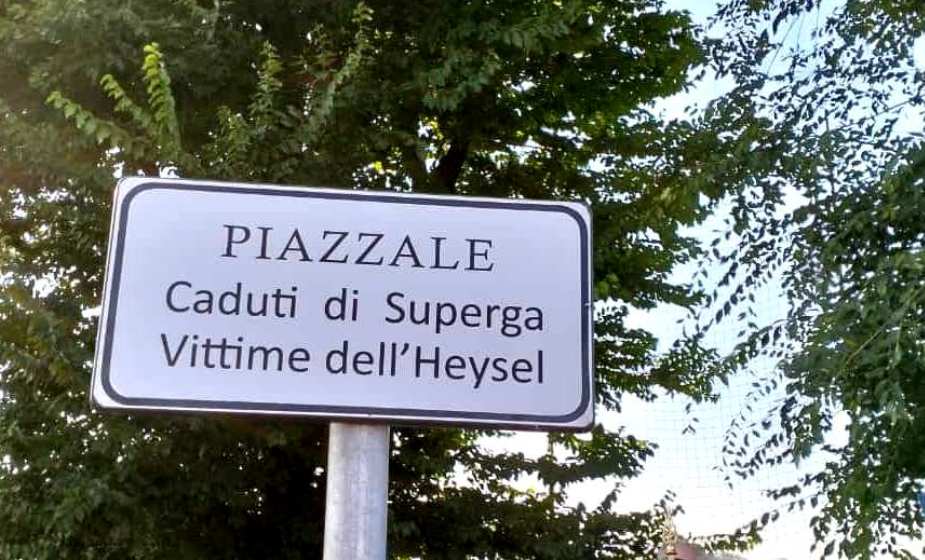 PIAZZALE
Caduti di Superga
Vittime dell'Heysel